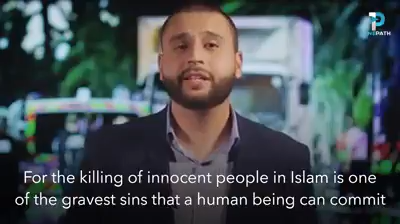 PATH
For the killing of innocent people in Islam is one
of the gravest sins that a human being can commit